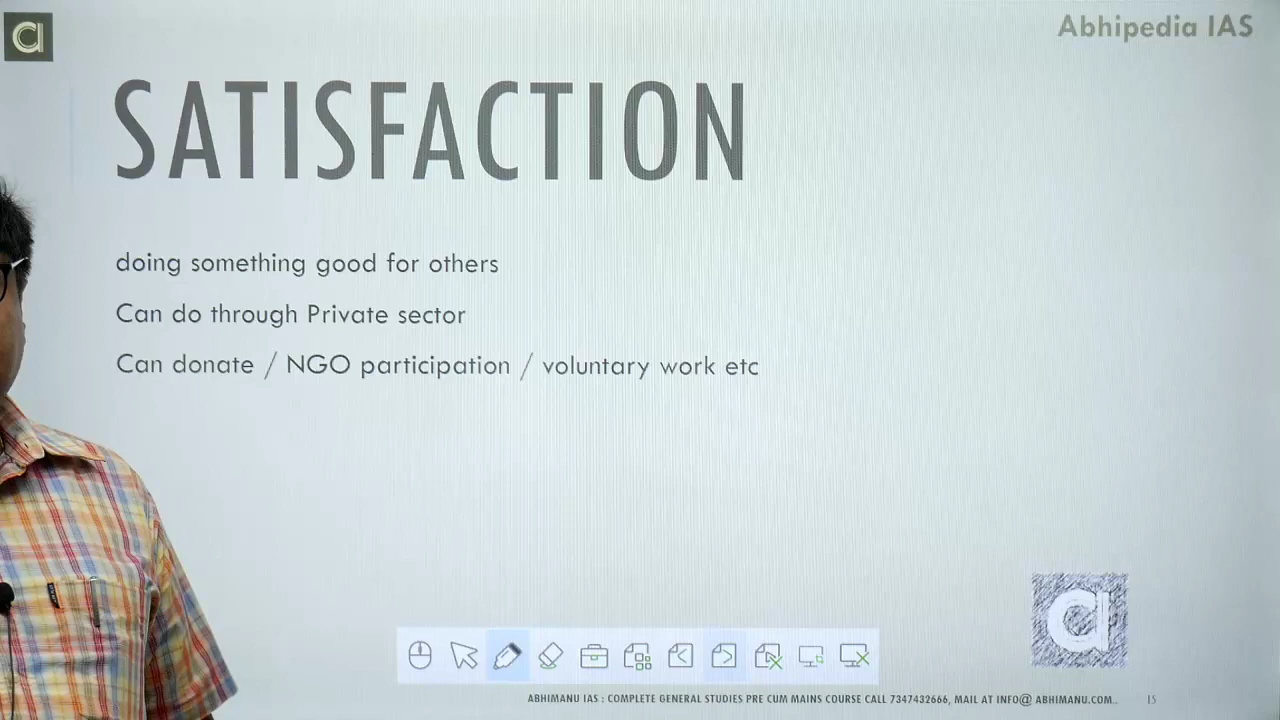 Abhipedia IAS
SATISFACTION
doing something good for others
Can do through Private sector
Can donate / NGO participation / voluntary work etc
ABHIMANU IAS : COMPLETE GENERAL STUDIES PRE CUM MAINS COURSE CALL 7347432666, MAIL AT INFO@ ABHIMANU.COM..
15